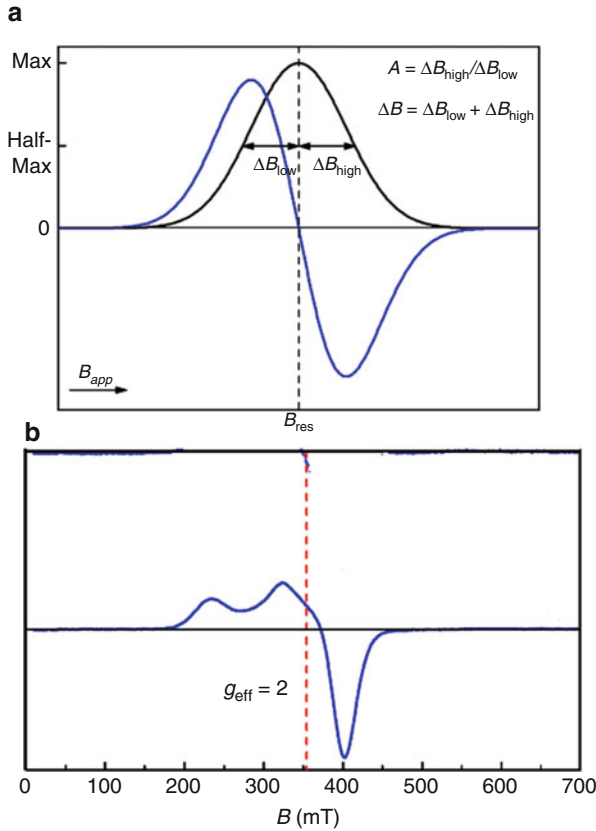 a
Max
A = ΔB_high/ΔB_low
ΔB = ΔB_low + ΔB_high
Half-
Max
ΔB_low ΔB_high
0
B_app
B_res
b
g_eff = 2
0 100 200 300 400 500 600 700
B (mT)